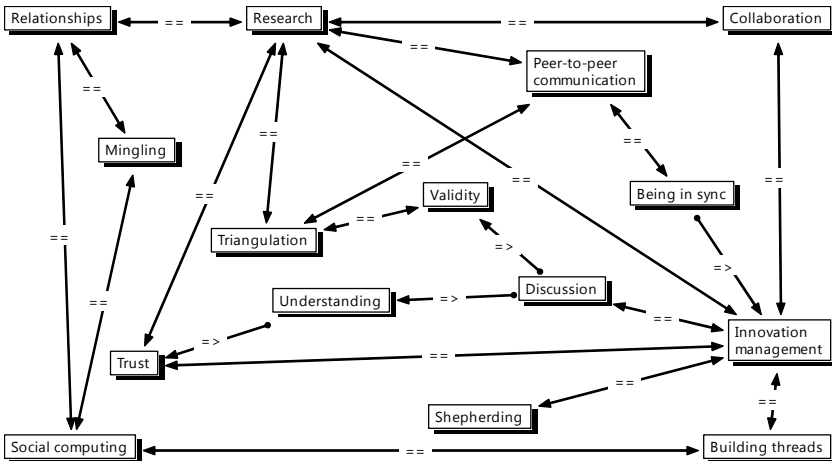 Relationships
==
Research
==
Collaboration
==
Peer-to-peer
communication
==
==
Mingling
==
==
==
==
Being in sync
==
==
Validity
==
==
Triangulation
=>
==
=>
Discussion
Understanding
=>
==
==
=>
Innovation
management
Trust
==
==
==
Shepherding
Social computing
==
Building threads